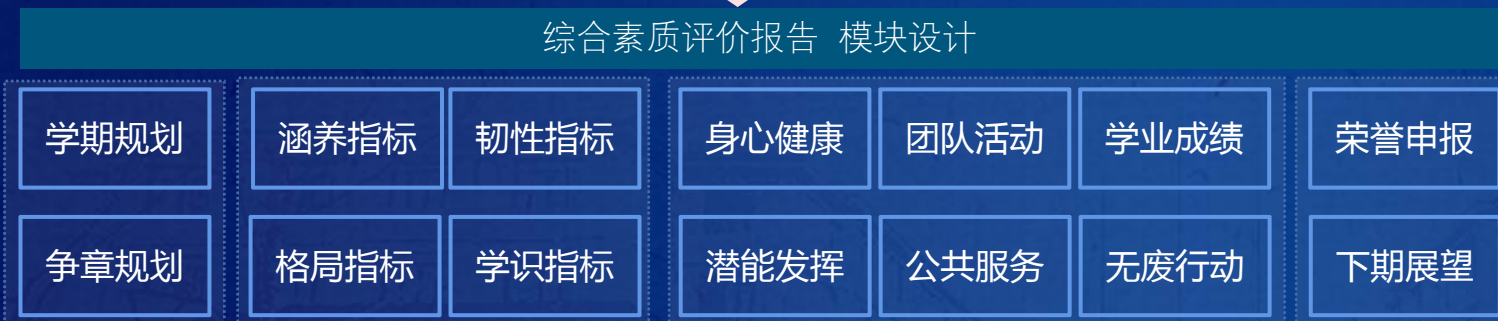 综合素质评价报告 模块设计
学期规划 涵养指标 韧性指标 身心健康 团队活动 学业成绩 荣誉申报
争章规划 格局指标 学识指标 潜能发挥 公共服务 无废行动 下期展望